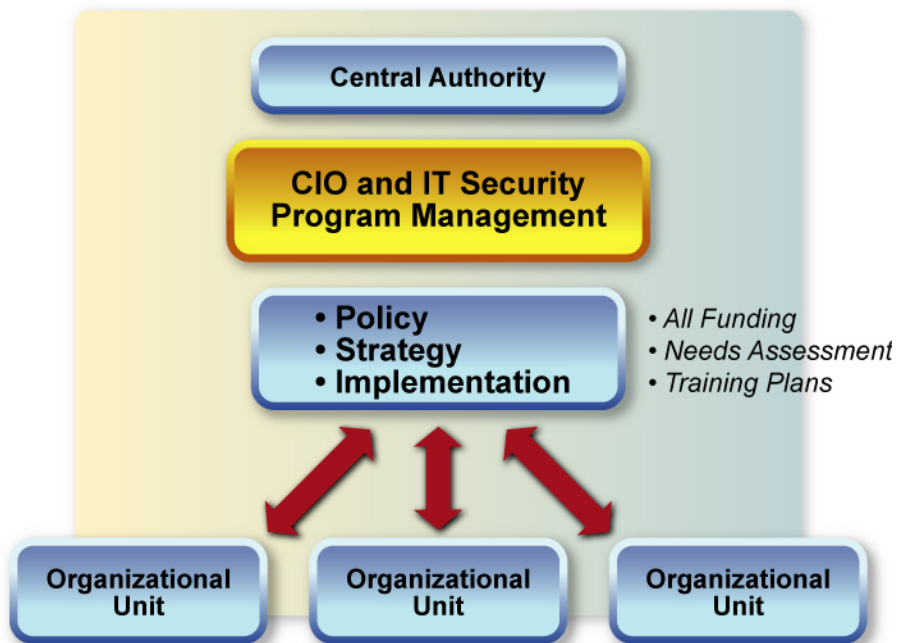 Central Authority
CIO and IT Security
Program Management
• Policy
• Strategy
• Implementation
• All Funding
• Needs Assessment
• Training Plans
Organizational
Unit
Organizational
Unit
Organizational
Unit